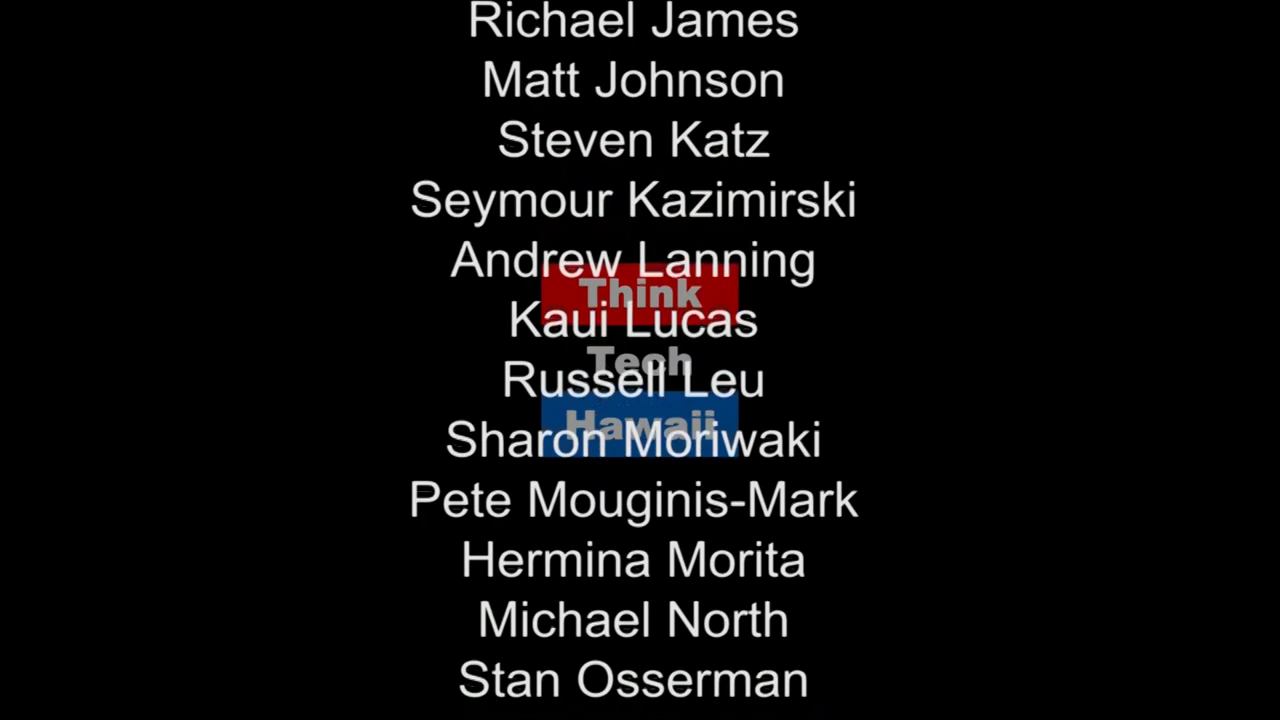 Richael James
Matt Johnson
Steven Katz
Seymour Kazimirski
Andrew Lanning
Think
Kaui Lucas
Tech
Russell Leu
Hawaii
Sharon Moriwaki
Pete Mouginis-Mark
Hermina Morita
Michael North
Stan Osserman